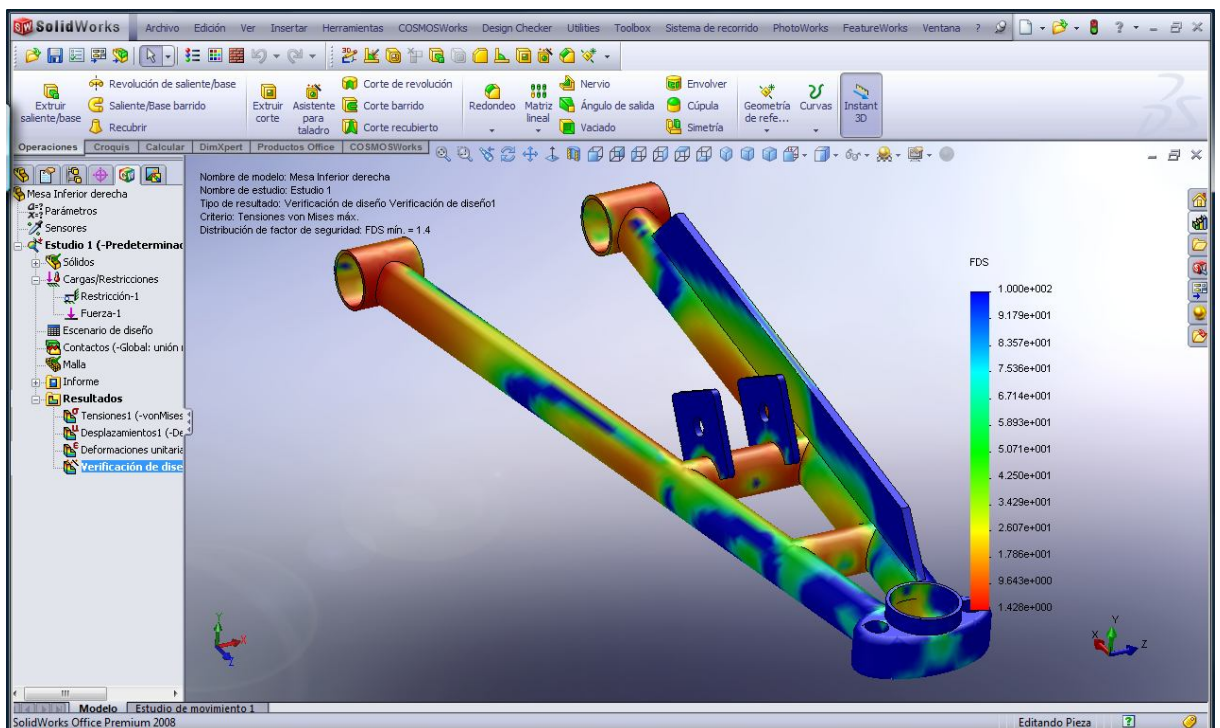 SolidWorks Archivo Edición Ver Insertar Herramientas COSMOSWorks Design Checker Utilities Toolbox Sistema de recorrido PhotoWorks FeatureWorks Ventana ?
Extruir saliente/base
Revolución de saliente/base
Saliente/Base barrido
Recubrir
Extruir corte
Asistente para taladro
Corte de revolución
Corte barrido
Corte recubierto
Redondeo
Matriz lineal
Nervio
Ángulo de salida
Vaciado
Envolver
Cúpula
Simetría
Geometría de refe...
Curvas
Instant 3D
Operaciones Croquis Calcular DimXpert Productos Office COSMOSWorks
Mesa Inferior derecha
Parámetros
Sensores
Estudio 1 (-Predeterminad
Sólidos
Cargas/Restricciones
Restricción-1
Fuerza-1
Escenario de diseño
Contactos (-Global: unión
Malla
Informe
Resultados
Tensiones1 (-vonMises
Desplazamientos1 (-De
Deformaciones unitaria
Verificación de dise
Nombre de modelo: Mesa Inferior derecha
Nombre de estudio: Estudio 1
Tipo de resultado: Verificación de diseño Verificación de diseño1
Criterio: Tensiones von Mises máx.
Distribución de factor de seguridad: FDS mín. = 1.4
FDS
1.000e+002
9.179e+001
8.357e+001
7.536e+001
6.714e+001
5.893e+001
5.071e+001
4.250e+001
3.429e+001
2.607e+001
1.786e+001
9.643e+000
1.428e+000
Y
X
Z
Y
X
Z
Modelo Estudio de movimiento 1
SolidWorks Office Premium 2008
Editando Pieza